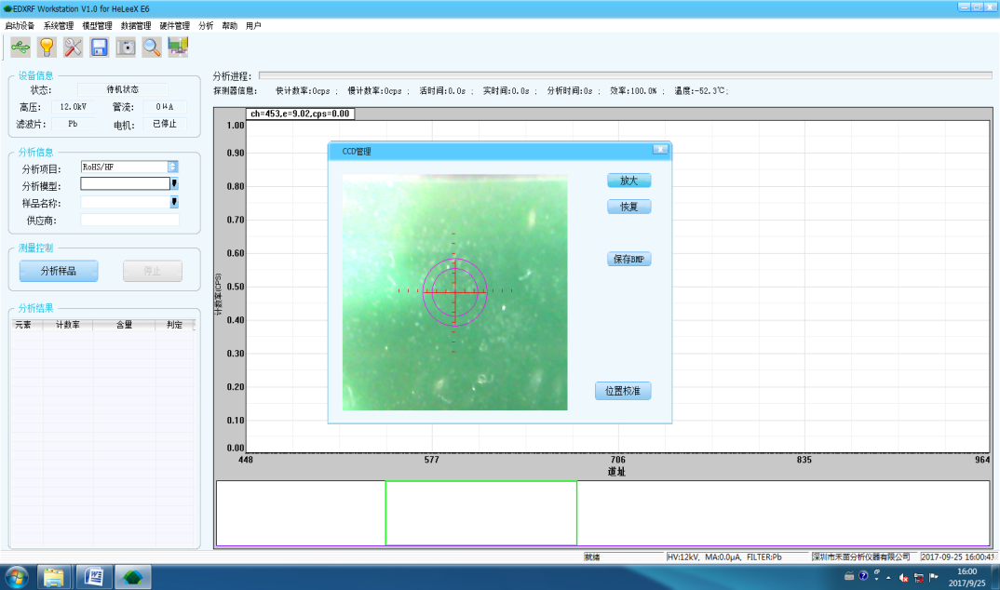 EDXRF Workstation V1.0 for HeLeeX E6
启动设备 系统管理 模型管理 数据管理 硬件管理 分析 帮助 用户
设备信息
状态: 待机状态
高压: 12.0kV 管流: 0μA
滤波片: Pb 电机: 已停止
分析信息
分析项目: RoHS/HF
分析模型:
样品名称:
供应商:
测量控制
分析样品 停止
分析结果
元素 计数率 含量 判定
分析进程:
探测器信息: 快计数率:0cps ; 慢计数率:0cps ; 活时间:0.0s ; 实时间:0.0s ; 分析时间:0s ; 效率:100.0% ; 温度:-52.3℃;
ch=453,e=9.02,cps=0.00
1.00
0.90
0.80
0.70
0.60
0.50
0.40
0.30
0.20
0.10
0.00
计数率(CPS)
448 577 706 835 964
道址
CCD管理
放大
恢复
保存BMP
位置校准
就绪 HV:12kV, MA:0.0μA, FILTER:Pb 深圳市禾苗分析仪器有限公司 2017-09-25 16:00:43
16:00
2017/9/25